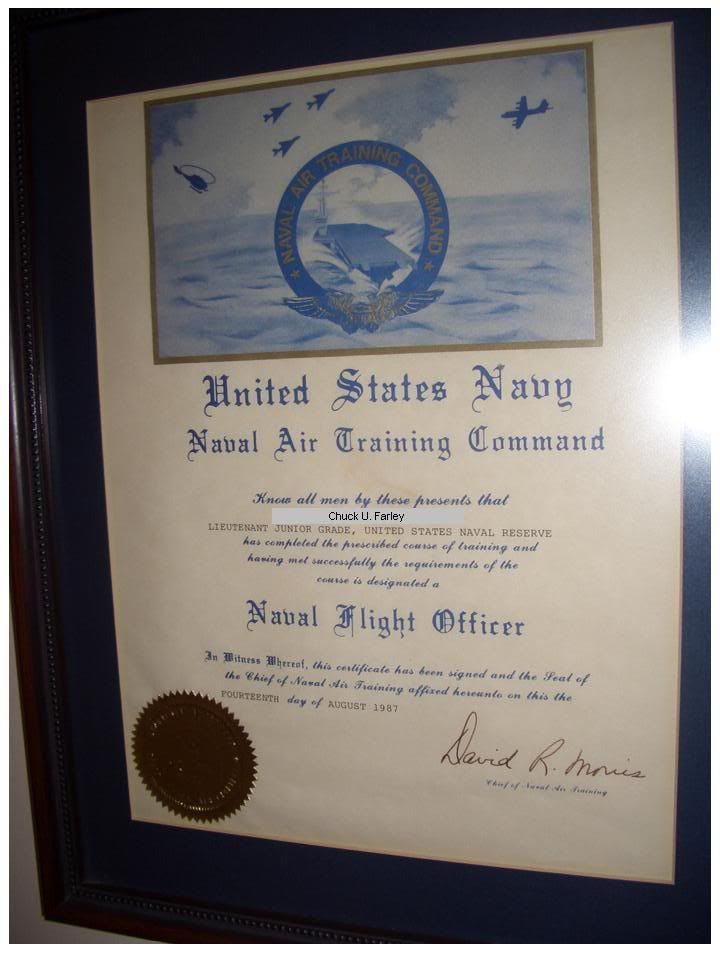 NAVAL AIR TRAINING COMMAND
United States Navy
Naval Air Training Command
Know all men by these presents that
Chuck U. Farley
LIEUTENANT JUNIOR GRADE, UNITED STATES NAVAL RESERVE
has completed the prescribed course of training and
having met successfully the requirements of the
course is designated a
Naval Flight Officer
In Witness Whereof, this certificate has been signed and the Seal of
the Chief of Naval Air Training affixed hereunto on this the
FOURTEENTH day of AUGUST 1987
David R. Morris
Chief of Naval Air Training